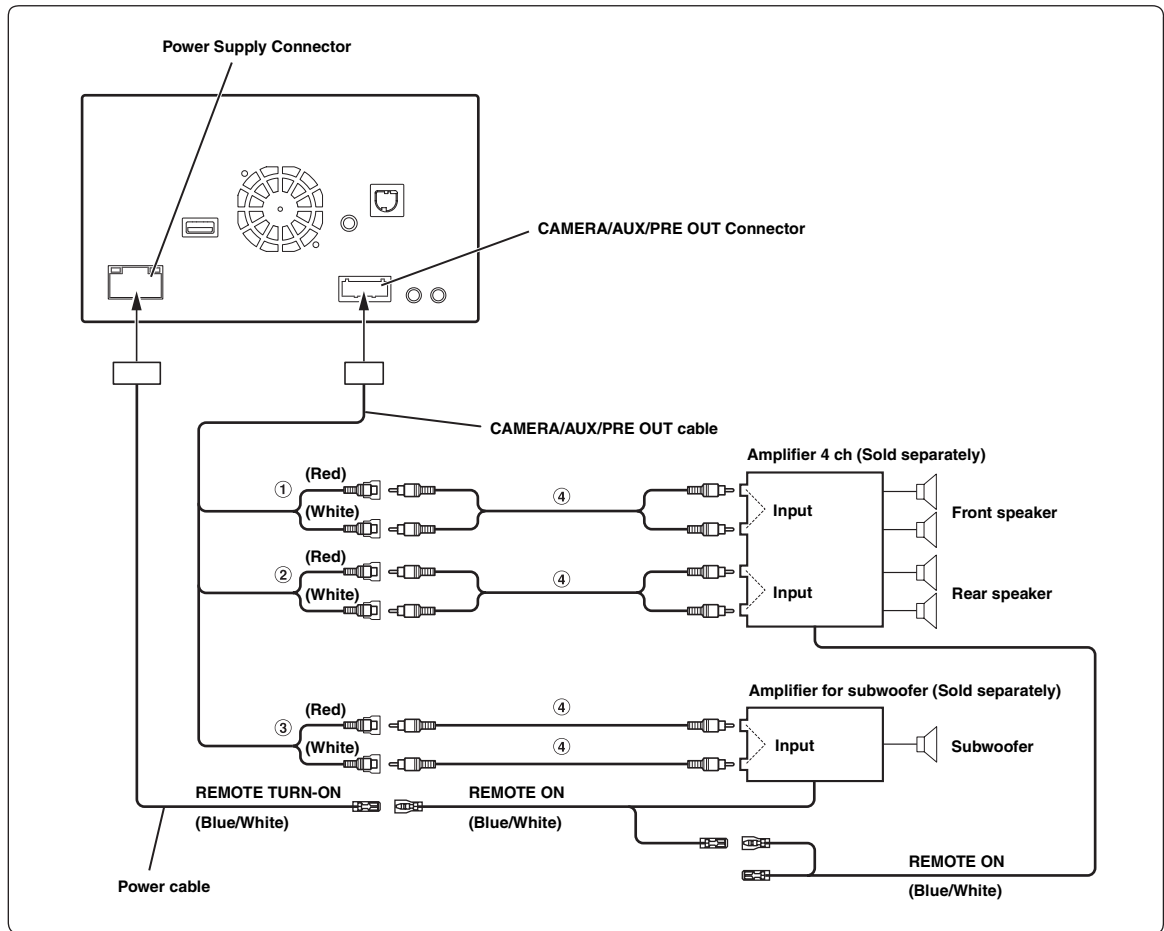 Power Supply Connector
CAMERA/AUX/PRE OUT Connector
CAMERA/AUX/PRE OUT cable
Amplifier 4 ch (Sold separately)
①
(Red)
(White)
④
Input
Front speaker
②
(Red)
(White)
④
Input
Rear speaker
Amplifier for subwoofer (Sold separately)
③
(Red)
(White)
④
④
Input
Subwoofer
REMOTE TURN-ON
(Blue/White)
REMOTE ON
(Blue/White)
REMOTE ON
(Blue/White)
Power cable